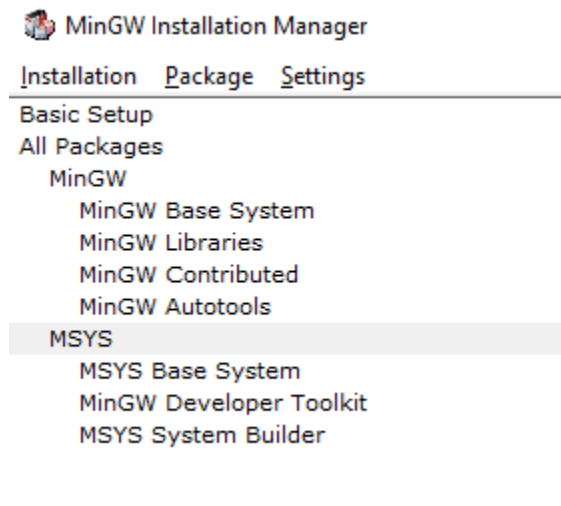 MinGW Installation Manager
Installation Package Settings
Basic Setup
All Packages
MinGW
MinGW Base System
MinGW Libraries
MinGW Contributed
MinGW Autotools
MSYS
MSYS Base System
MinGW Developer Toolkit
MSYS System Builder